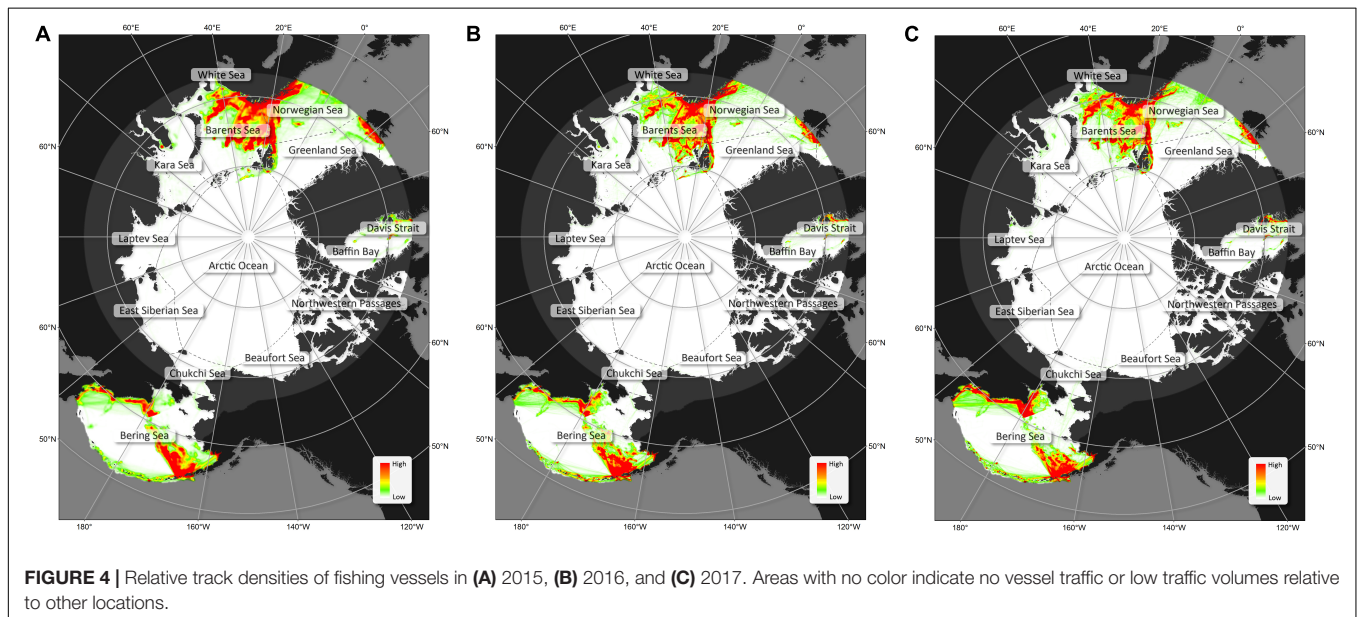 A
60°E
40°E
20°E
0°
White Sea
Norwegian Sea
Barents Sea
60°N
60°N
Greenland Sea
Kara Sea
Davis Strait
Laptev Sea
Baffin Bay
Arctic Ocean
Northwestern Passages
East Siberian Sea
60°N
60°N
Beaufort Sea
Chukchi Sea
Bering Sea
50°N
50°N
High
Low
180°
160°W
140°W
120°W
B
60°E
40°E
20°E
0°
White Sea
Norwegian Sea
Barents Sea
60°N
60°N
Greenland Sea
Kara Sea
Davis Strait
Laptev Sea
Baffin Bay
Arctic Ocean
Northwestern Passages
East Siberian Sea
60°N
60°N
Beaufort Sea
Chukchi Sea
Bering Sea
50°N
50°N
High
Low
180°
160°W
140°W
120°W
C
60°E
40°E
20°E
0°
White Sea
Norwegian Sea
Barents Sea
60°N
60°N
Greenland Sea
Kara Sea
Davis Strait
Laptev Sea
Baffin Bay
Arctic Ocean
Northwestern Passages
East Siberian Sea
60°N
60°N
Beaufort Sea
Chukchi Sea
Bering Sea
50°N
50°N
High
Low
180°
160°W
140°W
120°W
FIGURE 4 | Relative track densities of fishing vessels in (A) 2015, (B) 2016, and (C) 2017. Areas with no color indicate no vessel traffic or low traffic volumes relative
to other locations.